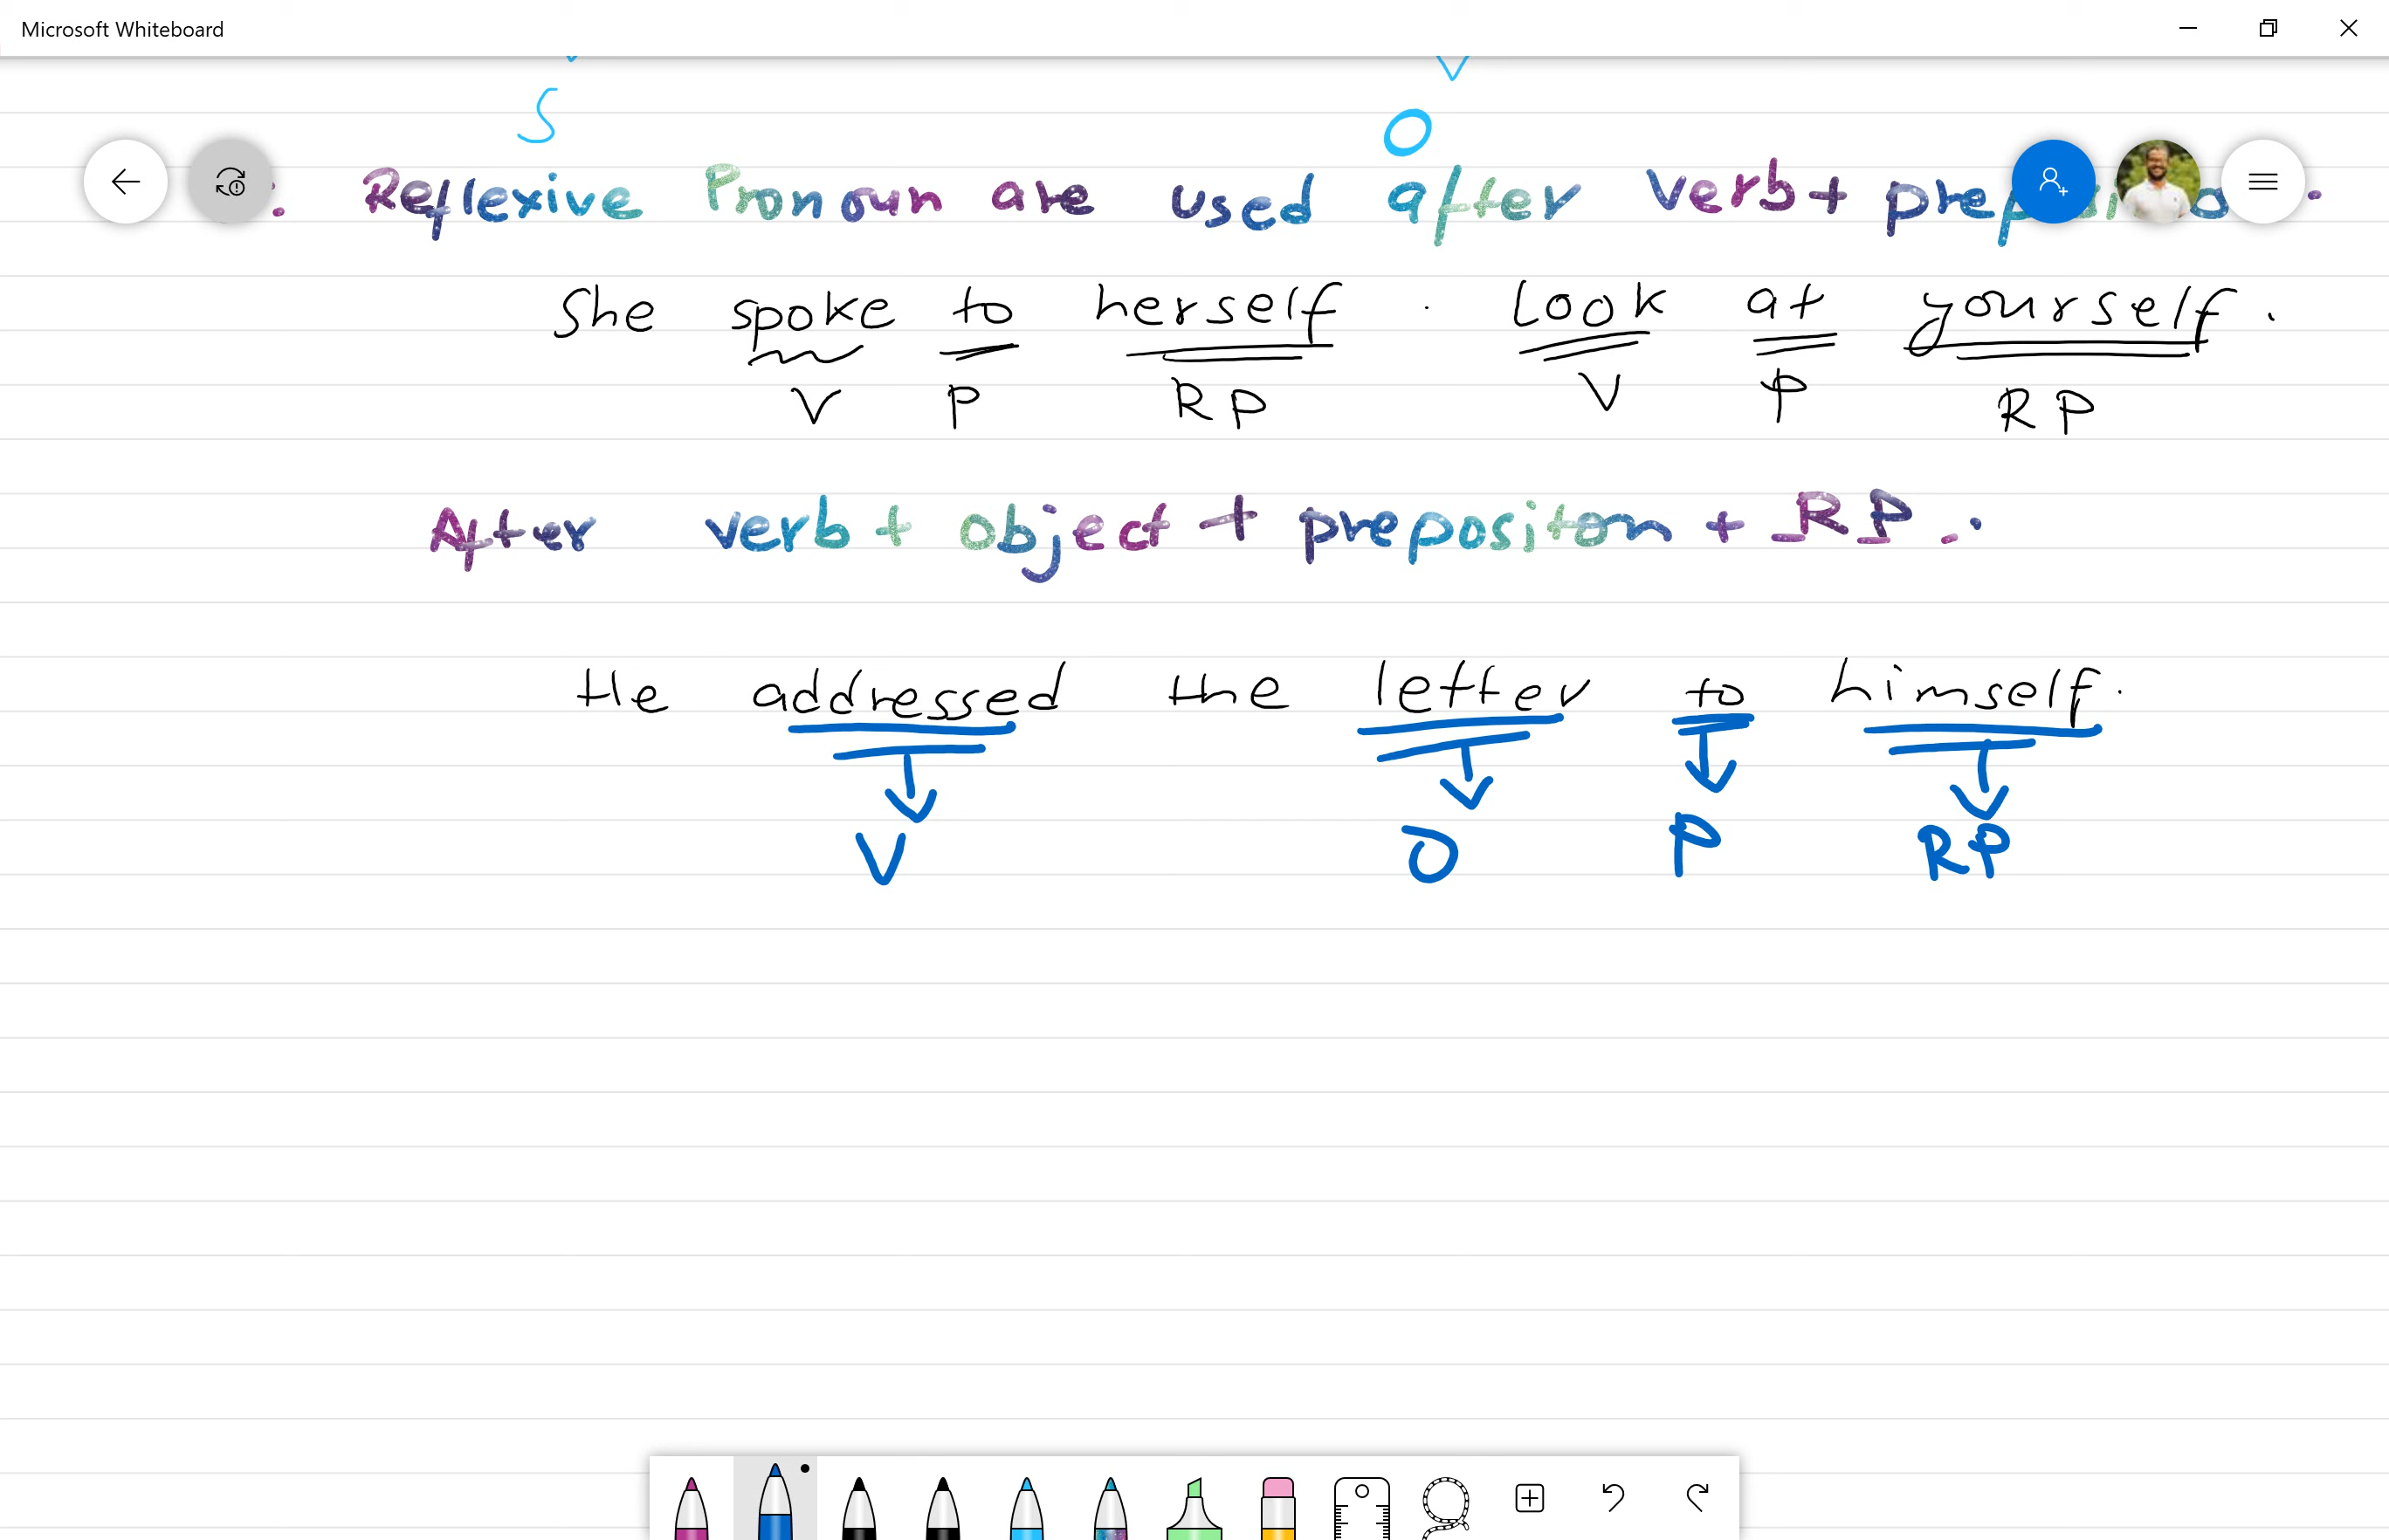 Microsoft Whiteboard
S O
Reflexive Pronoun are used after verb +
She spoke to herself. Look at yourself.
V P RP V P RP
After verb + object + prepositon + RP.
He addressed the letter to himself.
V O P RP